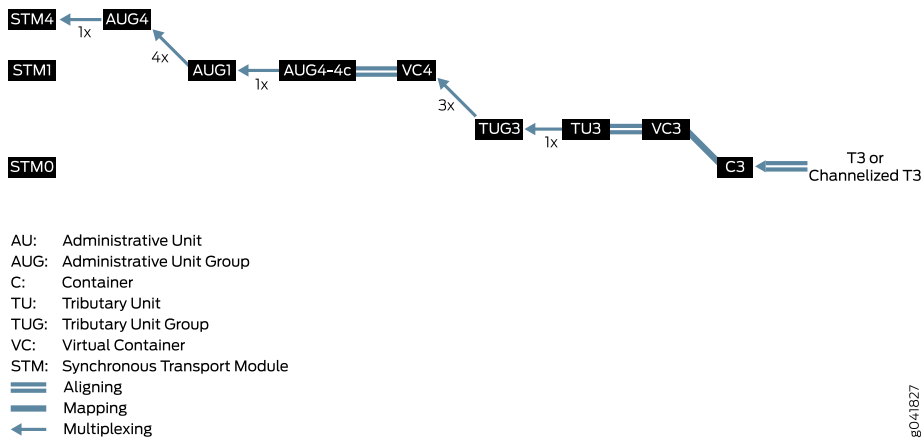 STM4 AUG4
1x
4x
STM1 AUG1 AUG4-4c VC4
1x
3x
TUG3 TU3 VC3
1x
STM0 C3 T3 or
Channelized T3
AU: Administrative Unit
AUG: Administrative Unit Group
C: Container
TU: Tributary Unit
TUG: Tributary Unit Group
VC: Virtual Container
STM: Synchronous Transport Module
Aligning
Mapping
Multiplexing
g041827